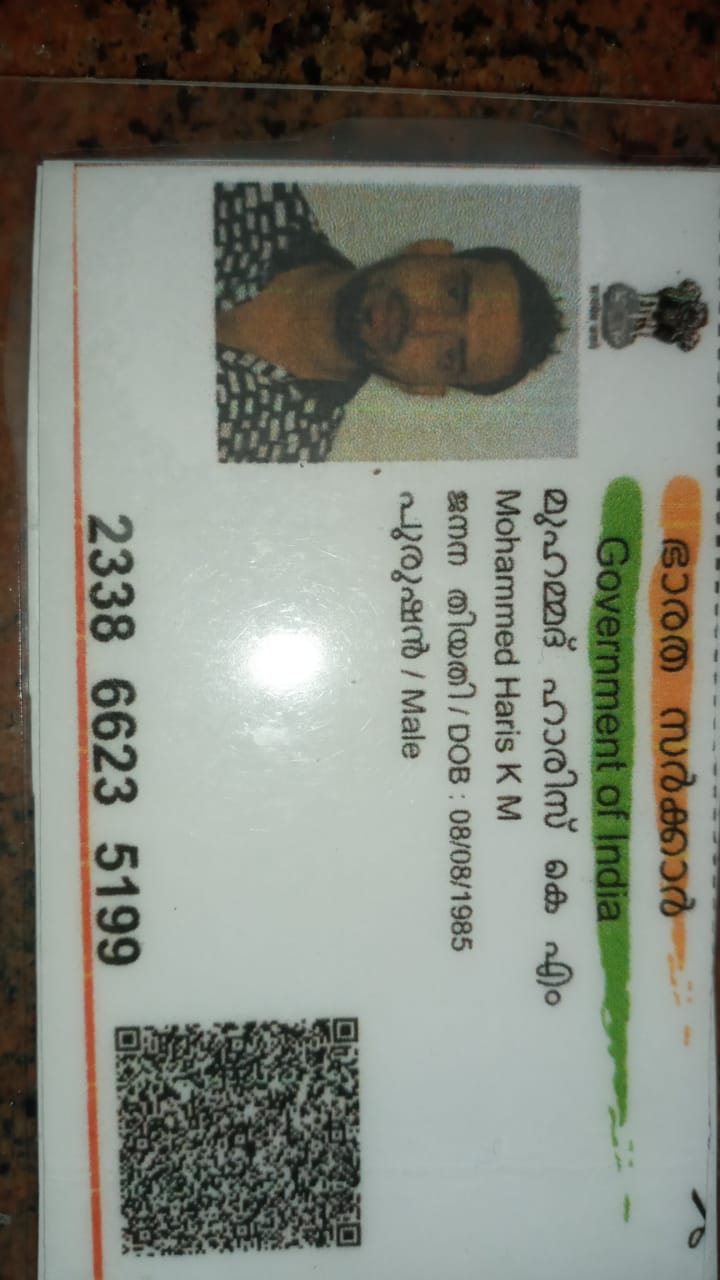 ഭാരത സർക്കാർ
Government of India
മുഹമ്മദ് ഹാരിസ് കെ എം
Mohammed Haris K M
ജനന തിയതി / DOB : 08/08/1985
പുരുഷൻ / Male
2338 6623 5199